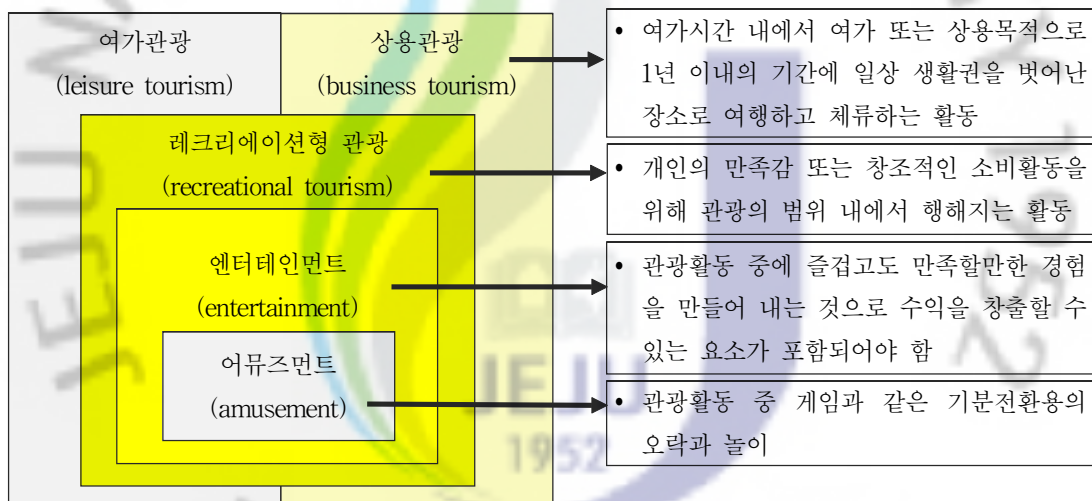 여가관광
(leisure tourism)
상용관광
(business tourism)
레크리에이션형 관광
(recreational tourism)
엔터테인먼트
(entertainment)
어뮤즈먼트
(amusement)
• 여가시간 내에서 여가 또는 상용목적으로
1년 이내의 기간에 일상 생활권을 벗어난
장소로 여행하고 체류하는 활동
• 개인의 만족감 또는 창조적인 소비활동을
위해 관광의 범위 내에서 행해지는 활동
• 관광활동 중에 즐겁고도 만족할만한 경험
을 만들어 내는 것으로 수익을 창출할 수
있는 요소가 포함되어야 함
• 관광활동 중 게임과 같은 기분전환용의
오락과 놀이
JEJU
1952
JEJU
1952